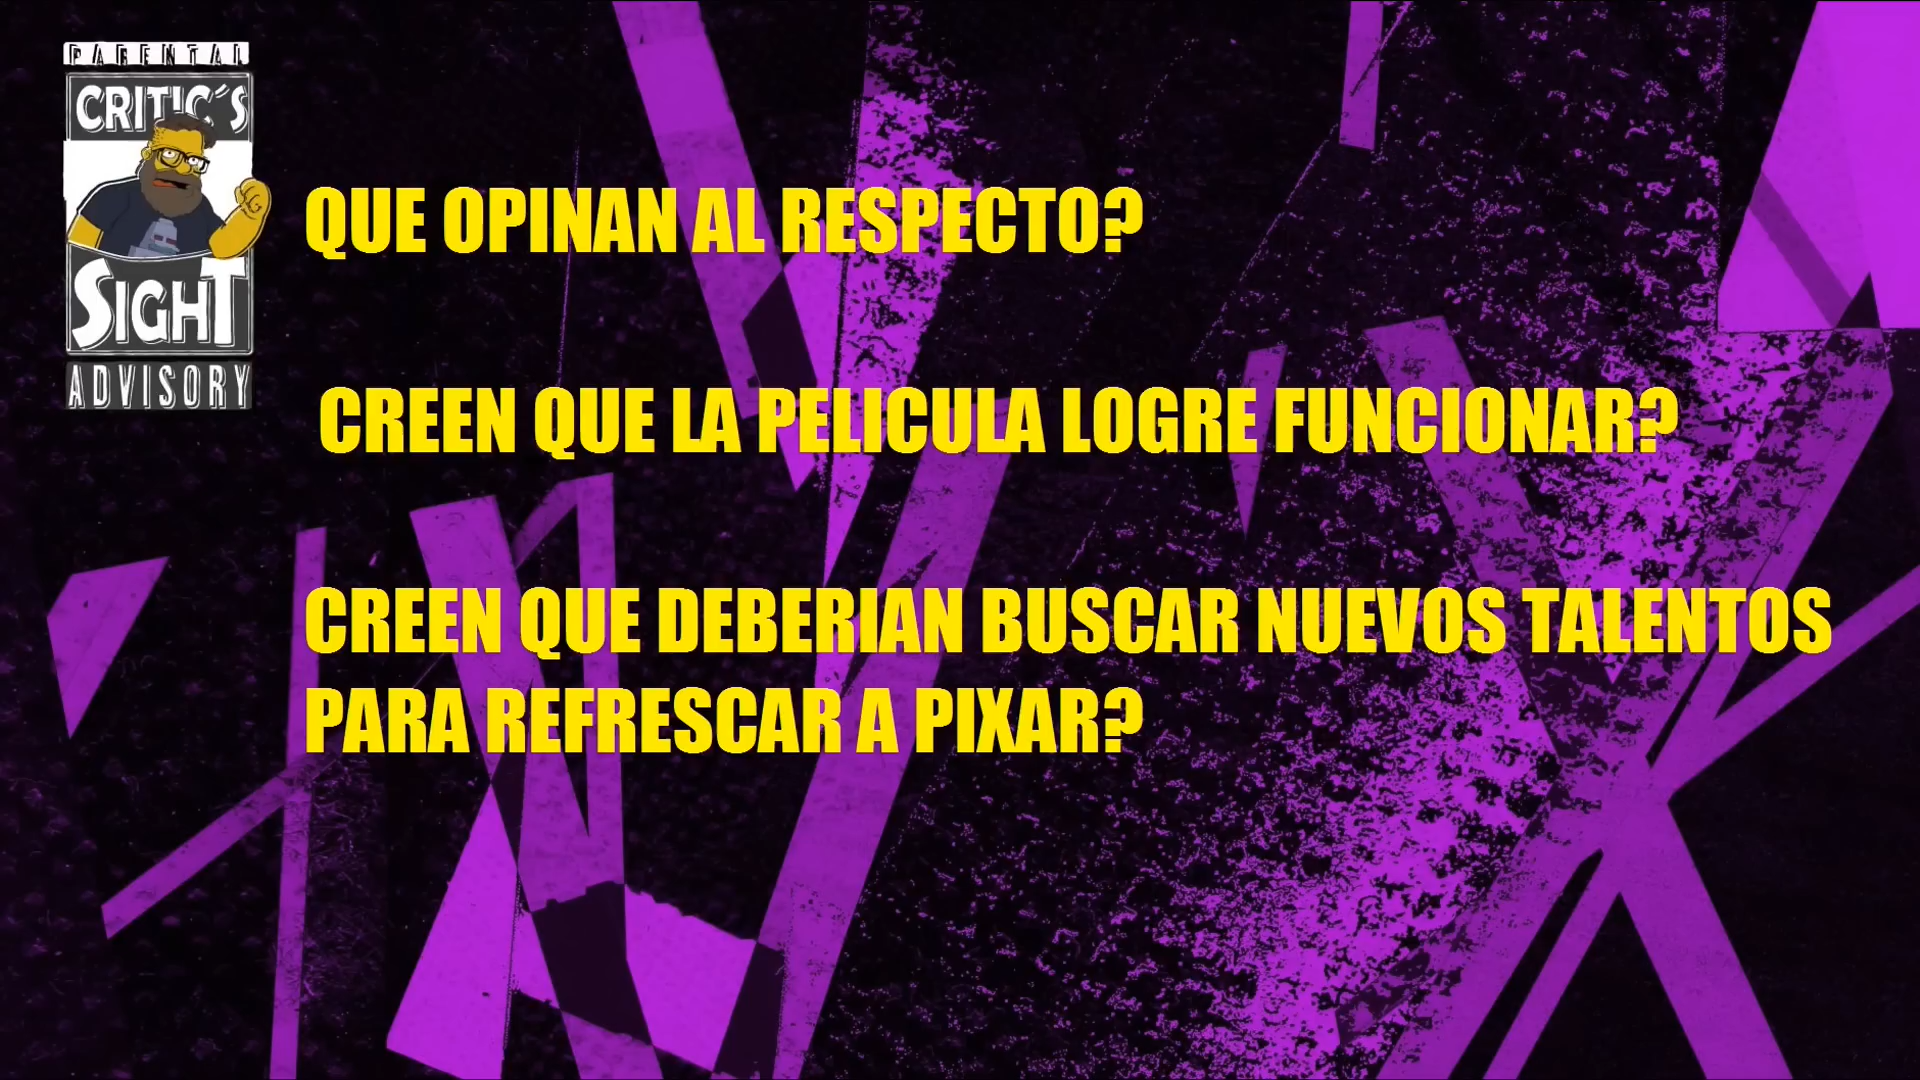 PARENTAL
CRITIC´S
SIGHT
ADVISORY
QUE OPINAN AL RESPECTO?
CREEN QUE LA PELICULA LOGRE FUNCIONAR?
CREEN QUE DEBERIAN BUSCAR NUEVOS TALENTOS
PARA REFRESCAR A PIXAR?